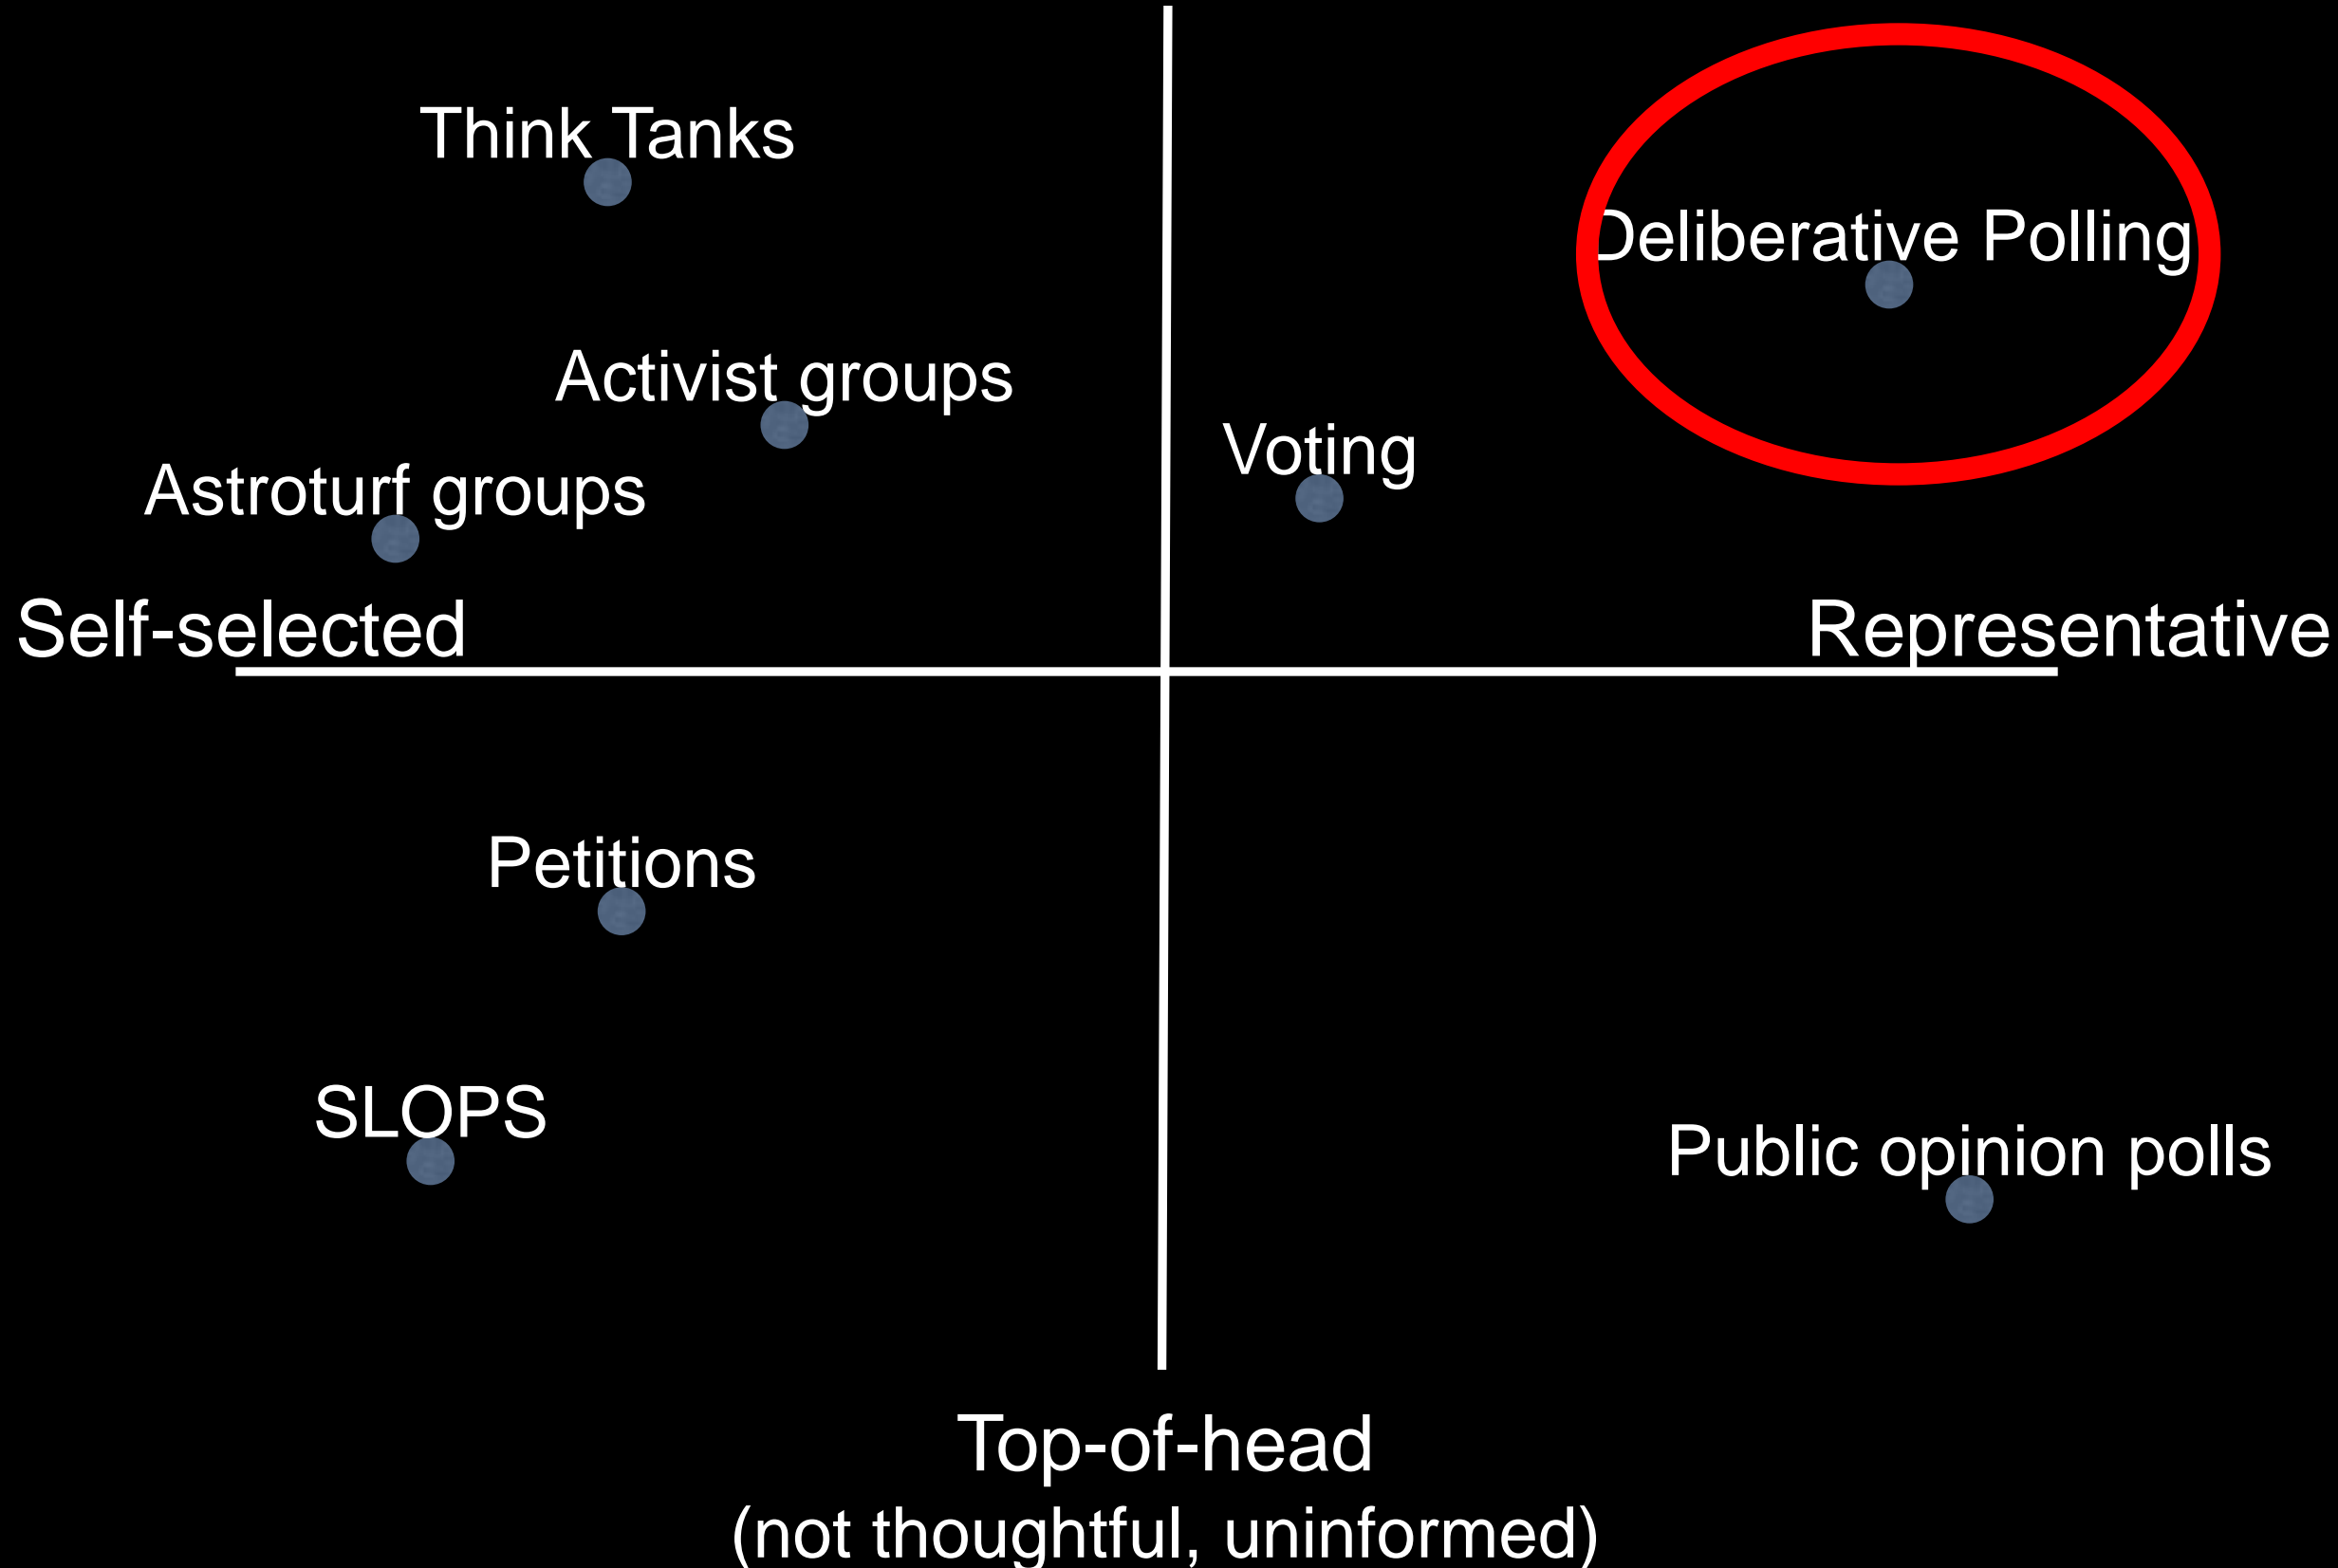 Think Tanks
Deliberative Polling
Activist groups
Voting
Astroturf groups
Self-selected
Representative
Petitions
SLOPS
Public opinion polls
Top-of-head
(not thoughtful, uninformed)